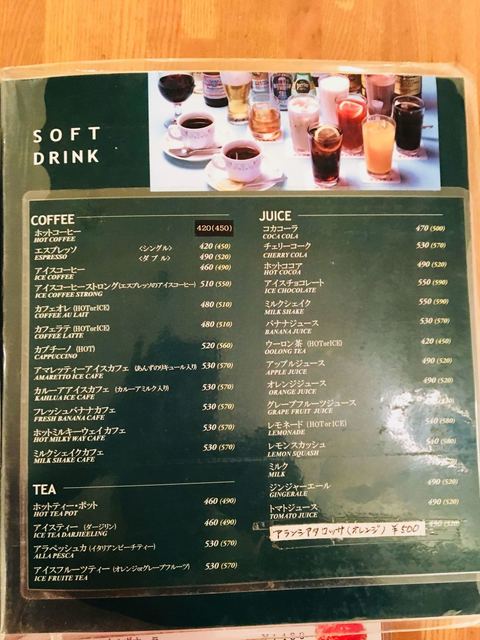 SOFT
DRINK
COFFEE
ホットコーヒー 420(450)
HOT COFFEE
エスプレッソ <シングル> 420 (450)
ESPRESSO <ダブル> 490 (520)
アイスコーヒー 460 (490)
ICE COFFEE
アイスコーヒーストロング(エスプレッソのアイスコーヒー) 510 (550)
ICE COFFEE STRONG
カフェオレ (HOT or ICE) 480 (510)
COFFEE AU LAIT
カフェラテ (HOT or ICE) 480 (510)
COFFEE LATTE
カプチーノ (HOT) 520 (560)
CAPPUCCINO
アマレッティーアイスカフェ (あんずのリキュール入り) 530 (570)
AMARETTO ICE CAFE
カルーアアイスカフェ (カルーアミルク入り) 530 (570)
KAHLUA ICE CAFE
フレッシュバナナカフェ 530 (570)
FRESH BANANA CAFE
ホットミルキーウェイカフェ 530 (570)
HOT MILKY WAY CAFE
ミルクシェイクカフェ 530 (570)
MILK SHAKE CAFE
TEA
ホットティー・ポット 460 (490)
HOT TEA POT
アイスティー (ダージリン) 460 (490)
ICE TEA DARJEELING
アラペッシュカ (イタリアンピーチティー) 530 (570)
ALLA PESCA
アイスフルーツティー (オレンジorグレープフルーツ) 530 (570)
ICE FRUITE TEA
JUICE
コカコーラ 470 (500)
COCA COLA
チェリーコーク 530 (570)
CHERRY COLA
ホットココア 490 (520)
HOT COCOA
アイスチョコレート 550 (590)
ICE CHOCOLATE
ミルクシェイク 550 (590)
MILK SHAKE
バナナジュース 530 (570)
BANANA JUICE
ウーロン茶 (HOT or ICE) 420 (450)
OOLONG TEA
アップルジュース 490 (520)
APPLE JUICE
オレンジジュース 490 (520)
ORANGE JUICE
グレープフルーツジュース
GRAPE FRUIT JUICE
レモネード (HOT or ICE) 540 (580)
LEMONADE
レモンスカッシュ 540 (580)
LEMON SQUASH
ミルク
MILK
ジンジャーエール 490 (520)
GINGERALE
トマトジュース 490 (520)
TOMATO JUICE
アランシアタロッサ(オレンジ) ¥500